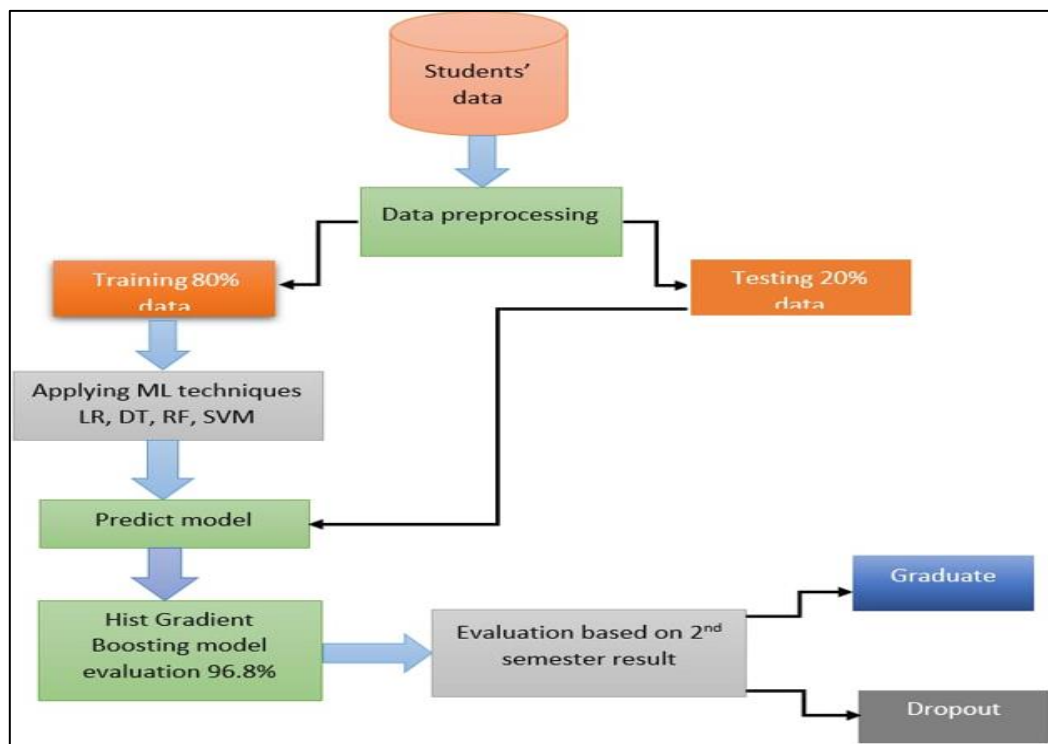 Students’
data
Data preprocessing
Training 80%
data
Testing 20%
data
Applying ML techniques
LR, DT, RF, SVM
Predict model
Hist Gradient
Boosting model
evaluation 96.8%
Evaluation based on 2nd
semester result
Graduate
Dropout